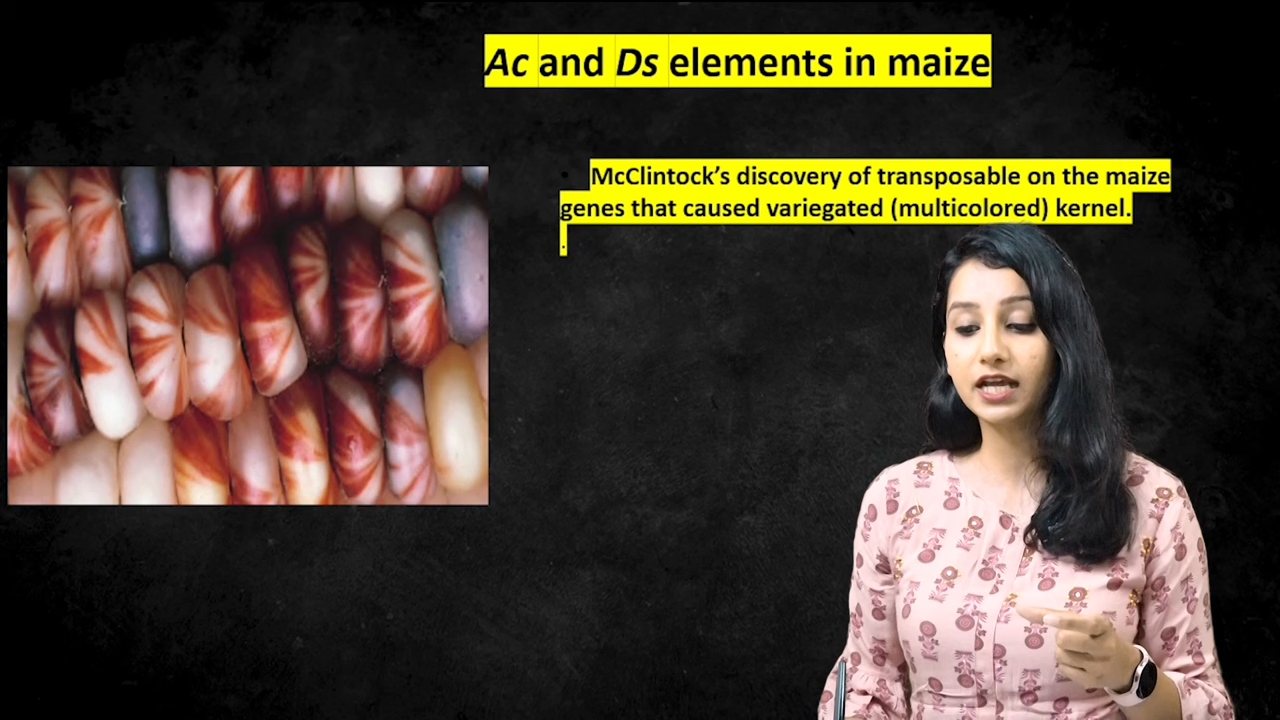 Ac and Ds elements in maize
• McClintock’s discovery of transposable on the maize
genes that caused variegated (multicolored) kernel.
.